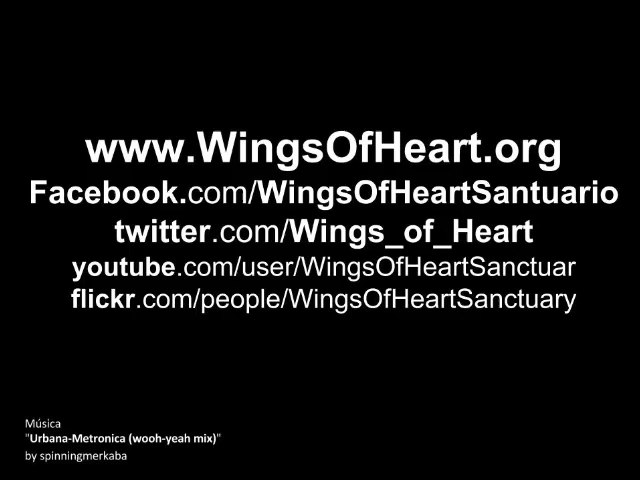 www.WingsOfHeart.org
Facebook.com/WingsOfHeartSantuario
twitter.com/Wings_of_Heart
youtube.com/user/WingsOfHeartSanctuar
flickr.com/people/WingsOfHeartSanctuary
Música
"Urbana-Metronica (wooh-yeah mix)"
by spinningmerkaba